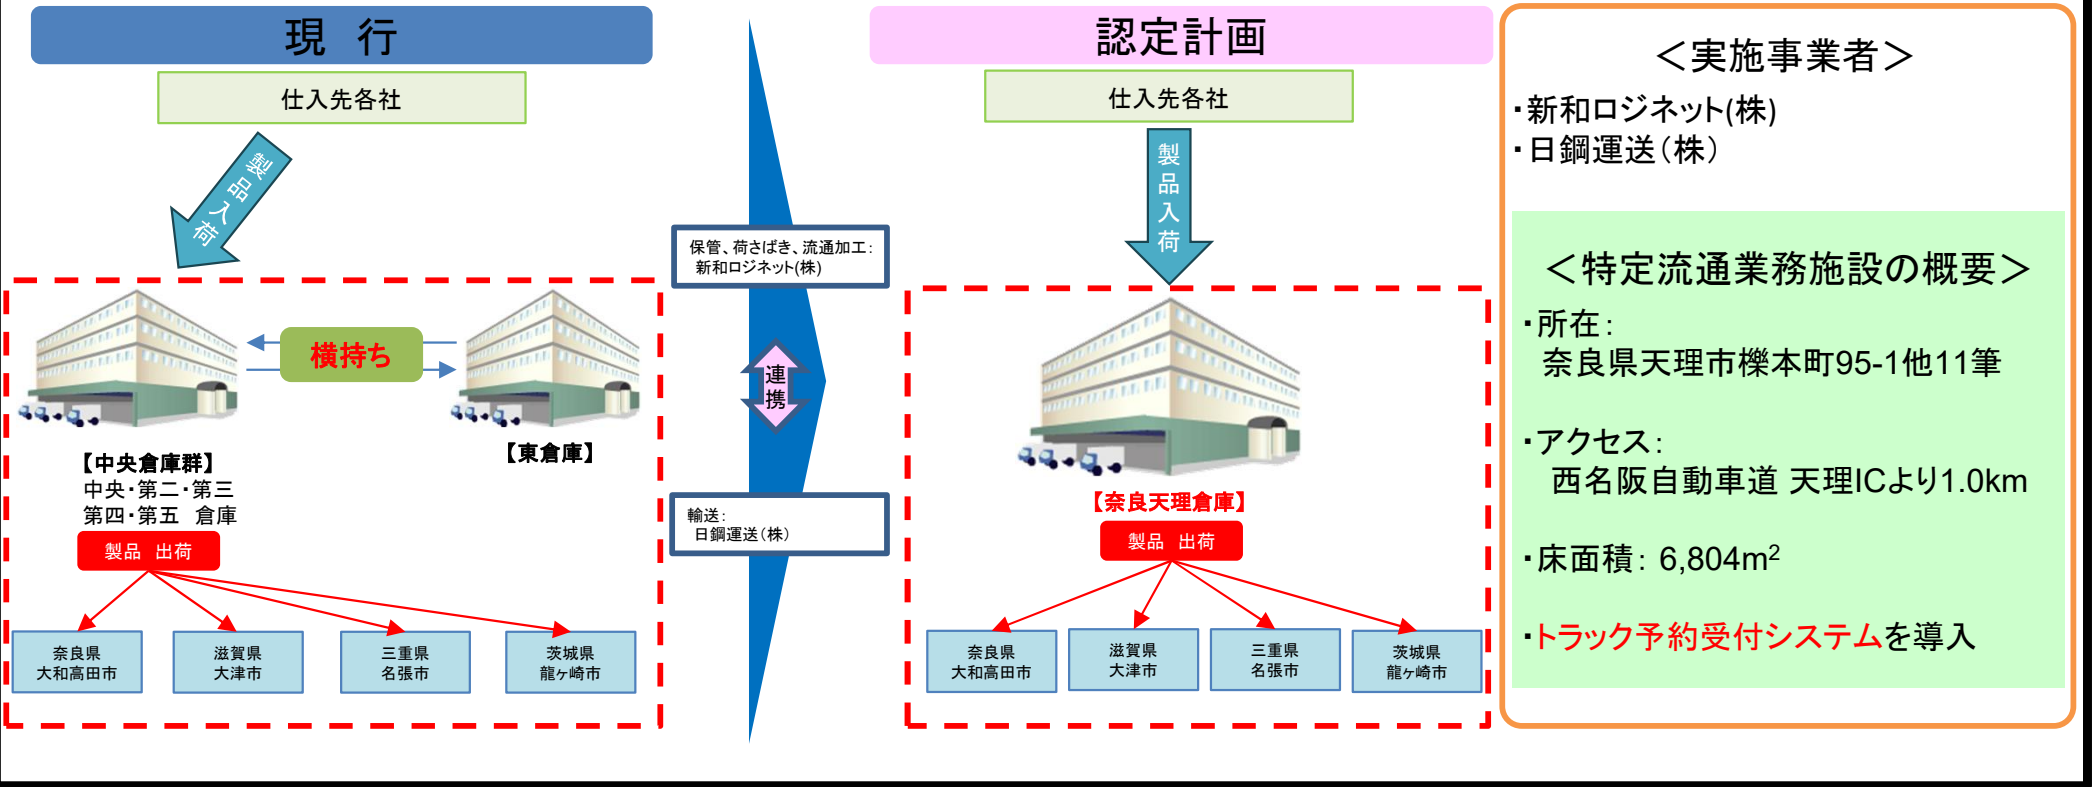 現　行
仕入先各社
製品入荷
横持ち
【中央倉庫群】
中央・第二・第三
第四・第五　倉庫
【東倉庫】
製品　出荷
奈良県
大和高田市
滋賀県
大津市
三重県
名張市
茨城県
龍ヶ崎市
保管、荷さばき、流通加工：
新和ロジネット(株)
連携
輸送：
日鋼運送（株）
認定計画
仕入先各社
製品入荷
【奈良天理倉庫】
製品　出荷
奈良県
大和高田市
滋賀県
大津市
三重県
名張市
茨城県
龍ヶ崎市
＜実施事業者＞
・新和ロジネット(株)
・日鋼運送（株）
＜特定流通業務施設の概要＞
・所在：
奈良県天理市櫟本町95-1他11筆
・アクセス：
西名阪自動車道 天理ICより1.0km
・床面積： 6,804m²
・トラック予約受付システムを導入